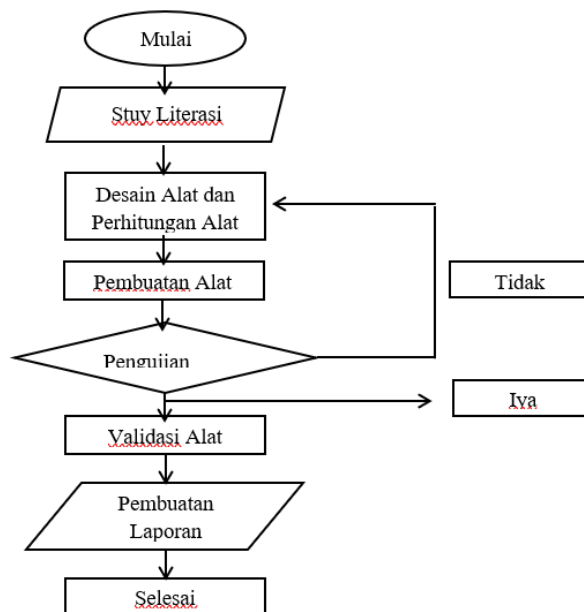 Mulai
Stuy Literasi
Desain Alat dan
Perhitungan Alat
Pembuatan Alat
Tidak
Pengujian
Iya
Validasi Alat
Pembuatan
Laporan
Selesai